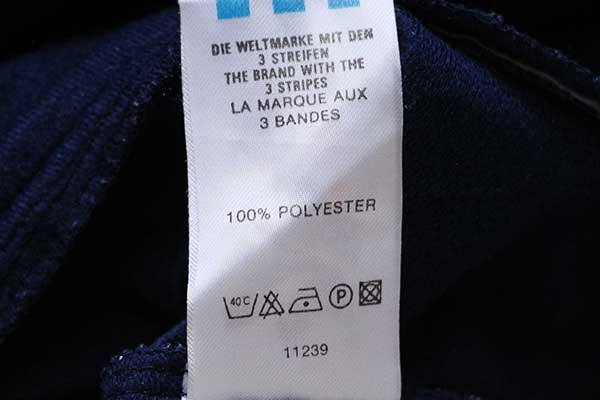 DIE WELTMARKE MIT DEN
3 STREIFEN
THE BRAND WITH THE
3 STRIPES
LA MARQUE AUX
3 BANDES
100% POLYESTER
40C P
11239